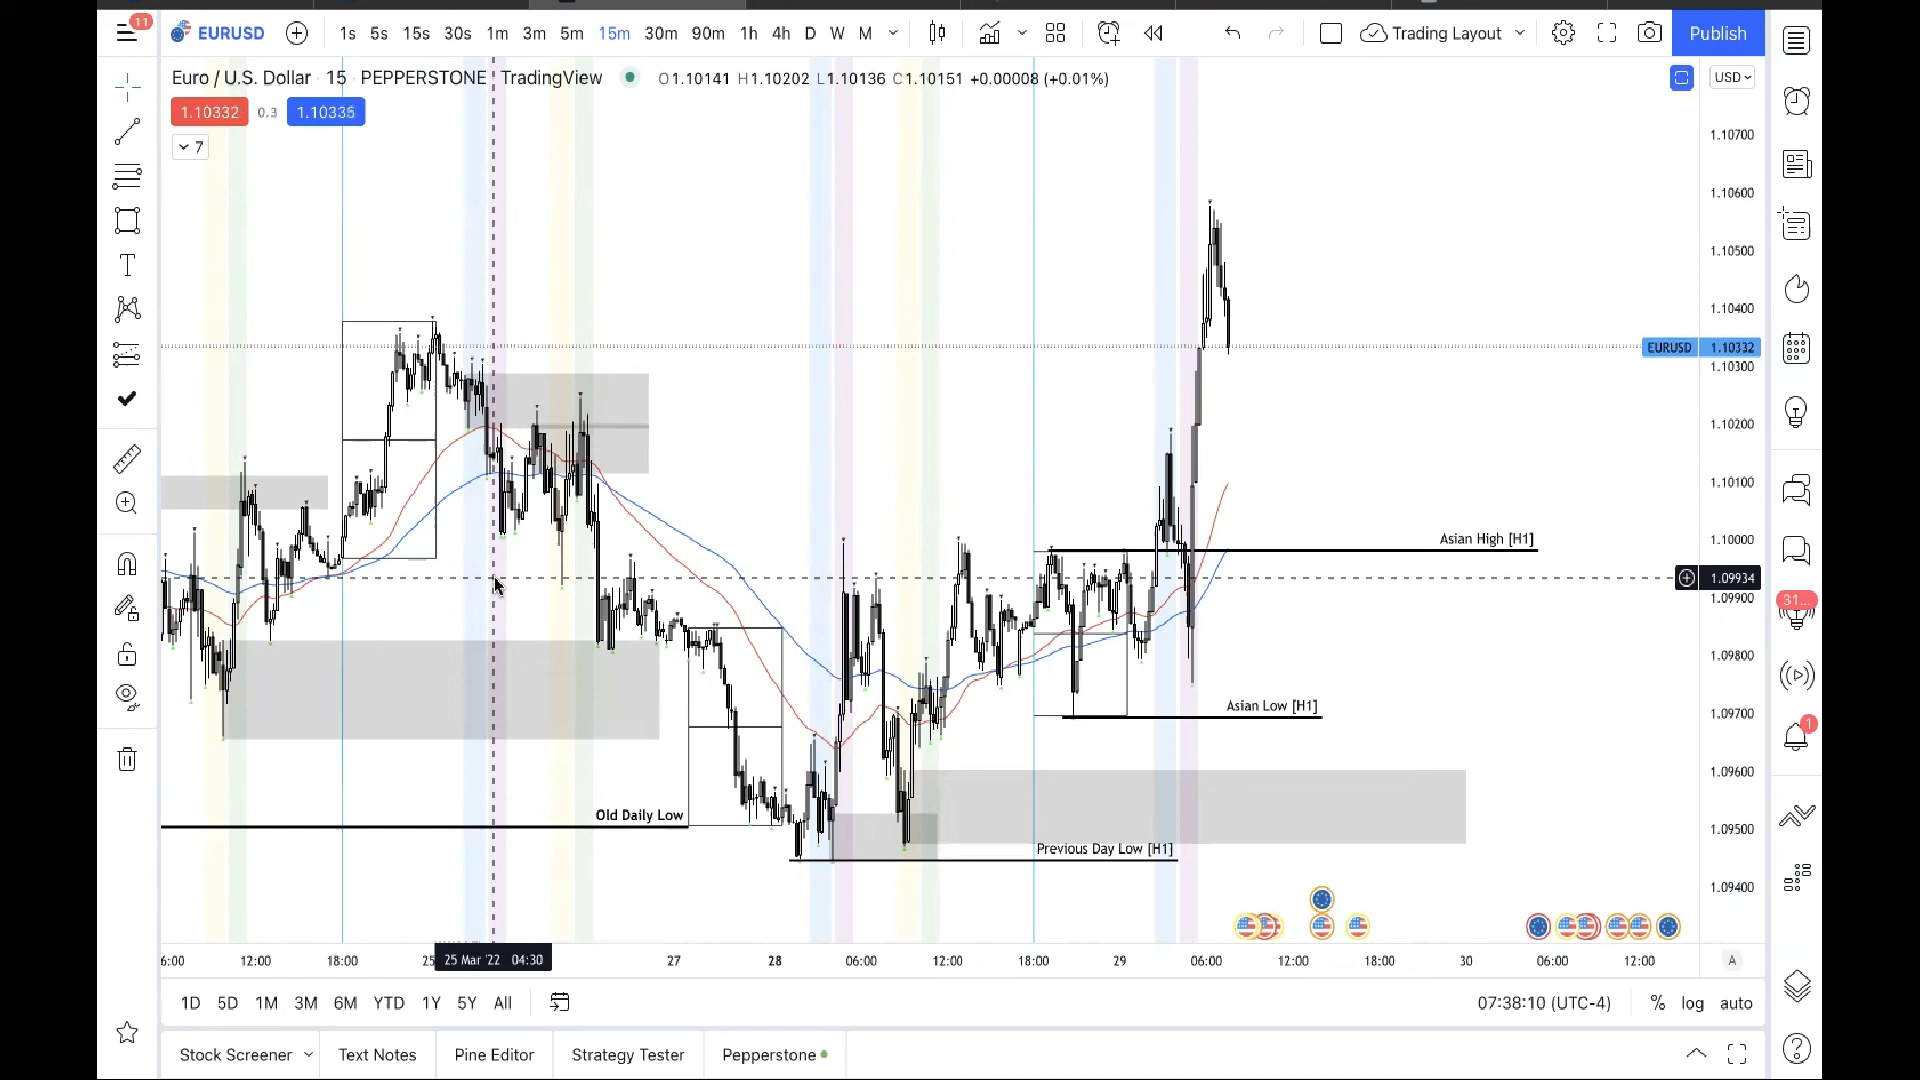 11
EURUSD 1s 5s 15s 30s 1m 3m 5m 15m 30m 90m 1h 4h D W M Trading Layout Publish
Euro / U.S. Dollar · 15 · PEPPERSTONE · TradingView O1.10141 H1.10202 L1.10136 C1.10151 +0.00008 (+0.01%) USD
1.10332 0.3 1.10335
7
1.10700
1.10600
1.10500
1.10400
EURUSD 1.10332
1.10300
1.10200
1.10100
1.10000
Asian High [H1]
1.09934
1.09900
31...
1.09800
Asian Low [H1]
1.09700
1
1.09600
Old Daily Low
1.09500
Previous Day Low [H1]
1.09400
6:00 12:00 18:00 25 25 Mar '22 04:30 27 28 06:00 12:00 18:00 29 06:00 12:00 18:00 30 06:00 12:00 A
1D 5D 1M 3M 6M YTD 1Y 5Y All 07:38:10 (UTC-4) % log auto
Stock Screener Text Notes Pine Editor Strategy Tester Pepperstone